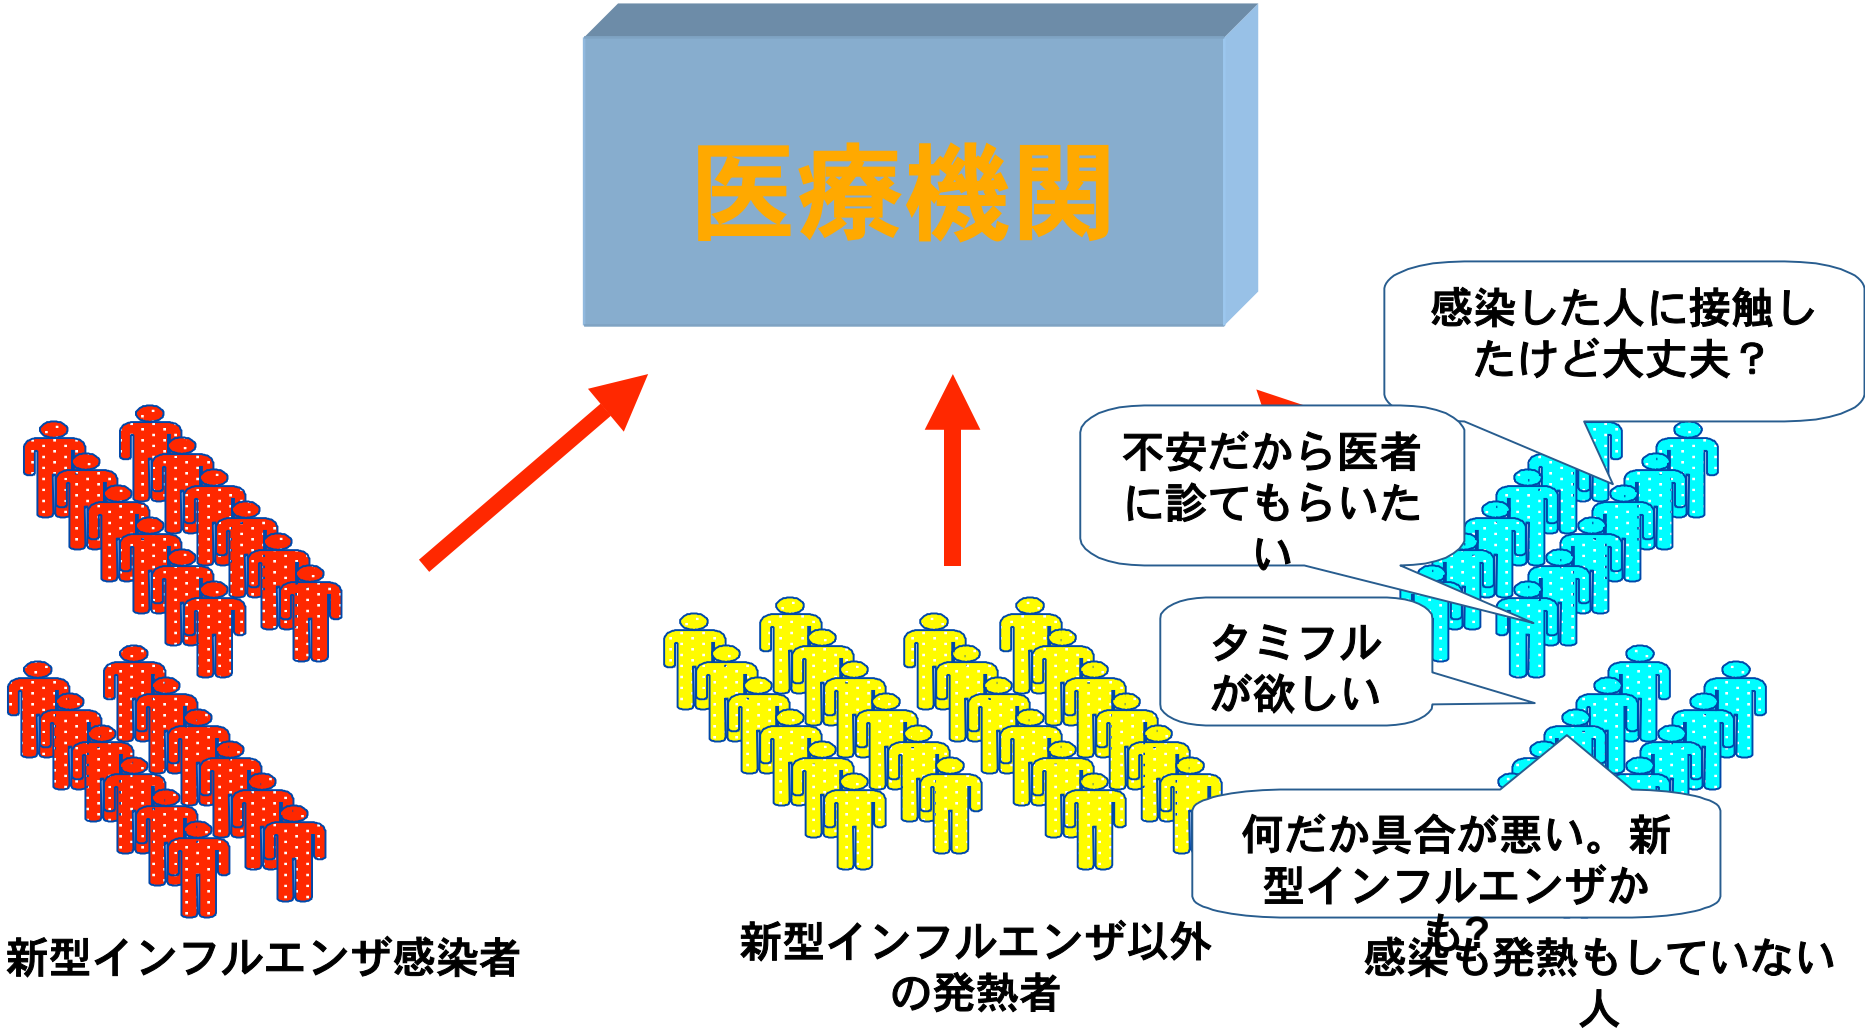 医療機関
感染した人に接触し
たけど大丈夫？
不安だから医者
に診てもらいた
い
タミフル
が欲しい
何だか具合が悪い。新
型インフルエンザか
も?
新型インフルエンザ感染者
新型インフルエンザ以外
の発熱者
感染も発熱もしていない
人